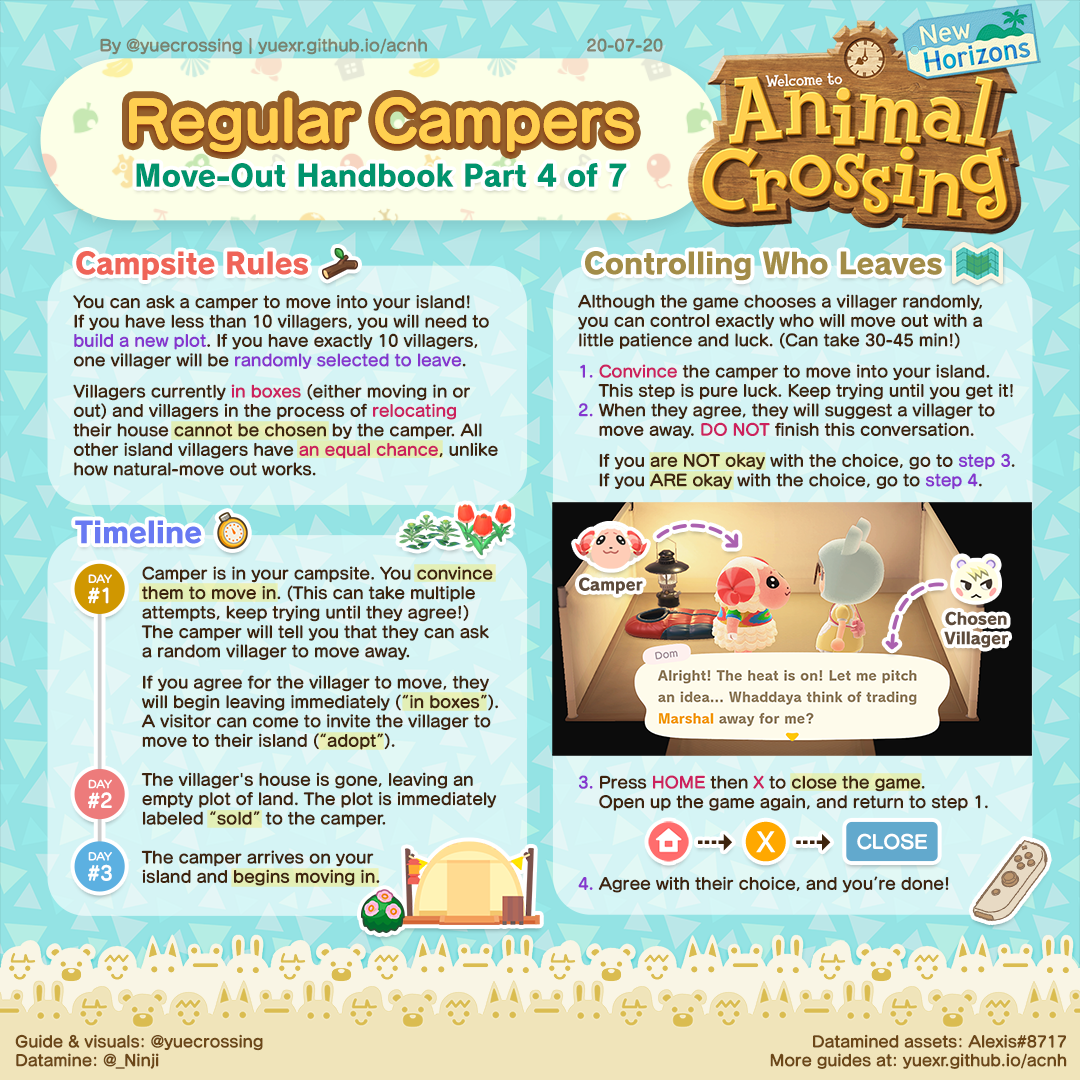 By @yuecrossing | yuexr.github.io/acnh
20-07-20
Regular Campers
Move-Out Handbook Part 4 of 7
New
Horizons
Welcome to
Animal
Crossing
Campsite Rules
You can ask a camper to move into your island!
If you have less than 10 villagers, you will need to
build a new plot. If you have exactly 10 villagers,
one villager will be randomly selected to leave.
Villagers currently in boxes (either moving in or
out) and villagers in the process of relocating
their house cannot be chosen by the camper. All
other island villagers have an equal chance, unlike
how natural-move out works.
Timeline
DAY
#1
Camper is in your campsite. You convince
them to move in. (This can take multiple
attempts, keep trying until they agree!)
The camper will tell you that they can ask
a random villager to move away.
If you agree for the villager to move, they
will begin leaving immediately (“in boxes”).
A visitor can come to invite the villager to
move to their island (“adopt”).
DAY
#2
The villager's house is gone, leaving an
empty plot of land. The plot is immediately
labeled “sold” to the camper.
DAY
#3
The camper arrives on your
island and begins moving in.
Controlling Who Leaves
Although the game chooses a villager randomly,
you can control exactly who will move out with a
little patience and luck. (Can take 30-45 min!)
1. Convince the camper to move into your island.
This step is pure luck. Keep trying until you get it!
2. When they agree, they will suggest a villager to
move away. DO NOT finish this conversation.
If you are NOT okay with the choice, go to step 3.
If you ARE okay with the choice, go to step 4.
Camper
Chosen
Villager
Dom
Alright! The heat is on! Let me pitch
an idea... Whaddaya think of trading
Marshal away for me?
3. Press HOME then X to close the game.
Open up the game again, and return to step 1.
X
CLOSE
4. Agree with their choice, and you’re done!
Guide & visuals: @yuecrossing
Datamine: @_Ninji
Datamined assets: Alexis#8717
More guides at: yuexr.github.io/acnh